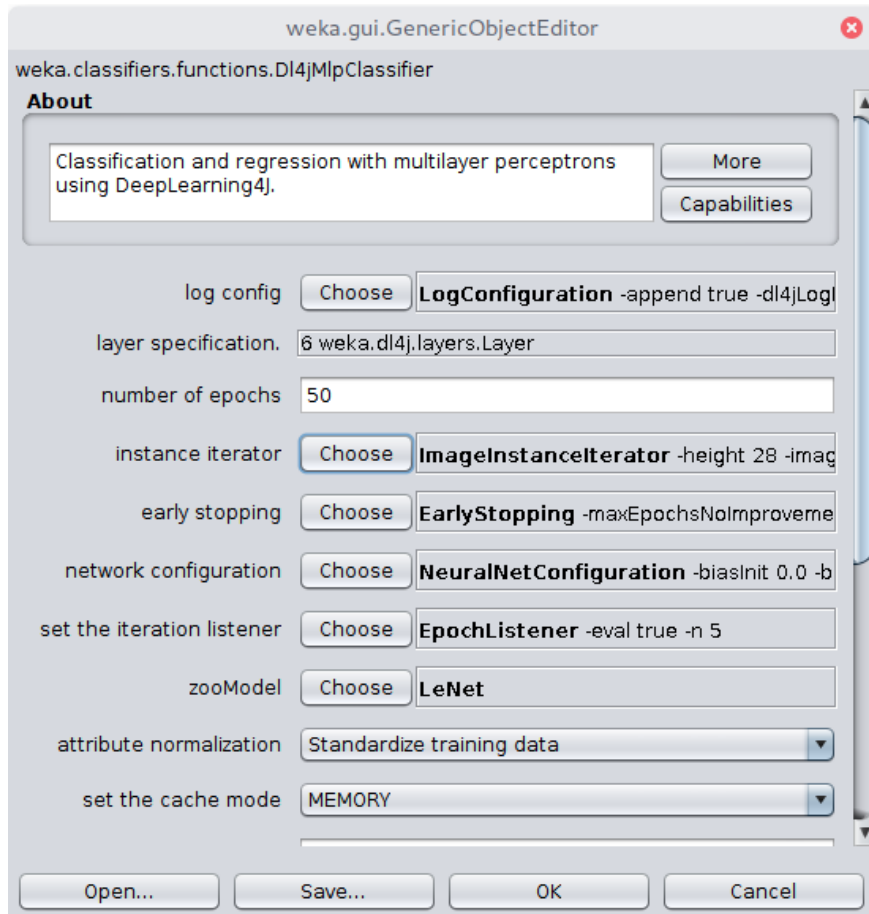 weka.gui.GenericObjectEditor
weka.classifiers.functions.Dl4jMlpClassifier
About
Classification and regression with multilayer perceptrons
using DeepLearning4J.
More
Capabilities
log config Choose LogConfiguration -append true -dl4jLogl
layer specification. 6 weka.dl4j.layers.Layer
number of epochs 50
instance iterator Choose ImageInstanceIterator -height 28 -imag
early stopping Choose EarlyStopping -maxEpochsNoImproveme
network configuration Choose NeuralNetConfiguration -biasInit 0.0 -b
set the iteration listener Choose EpochListener -eval true -n 5
zooModel Choose LeNet
attribute normalization Standardize training data
set the cache mode MEMORY
Open... Save... OK Cancel